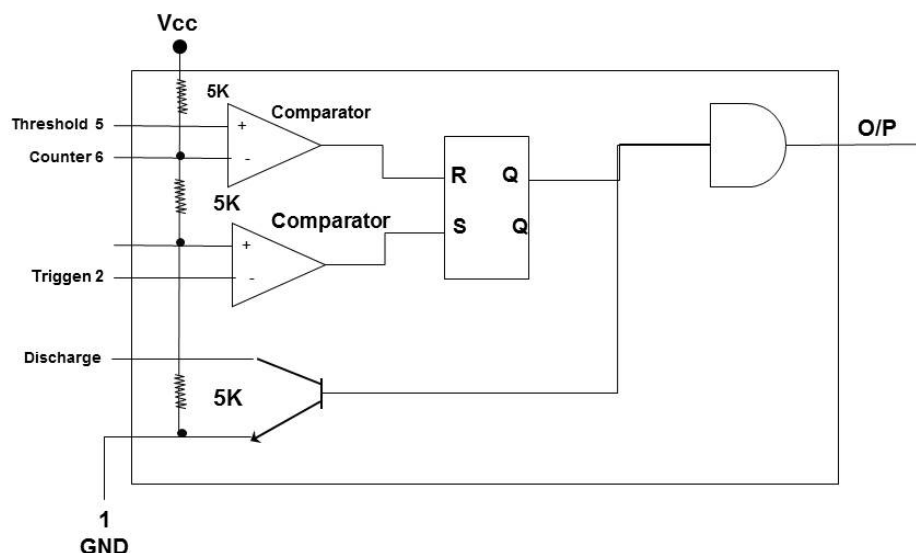 Vcc
5K
Comparator
Threshold 5
+
O/P
Counter 6
-
R Q
5K
Comparator
S Q
+
Triggen 2
-
Discharge
5K
1
GND